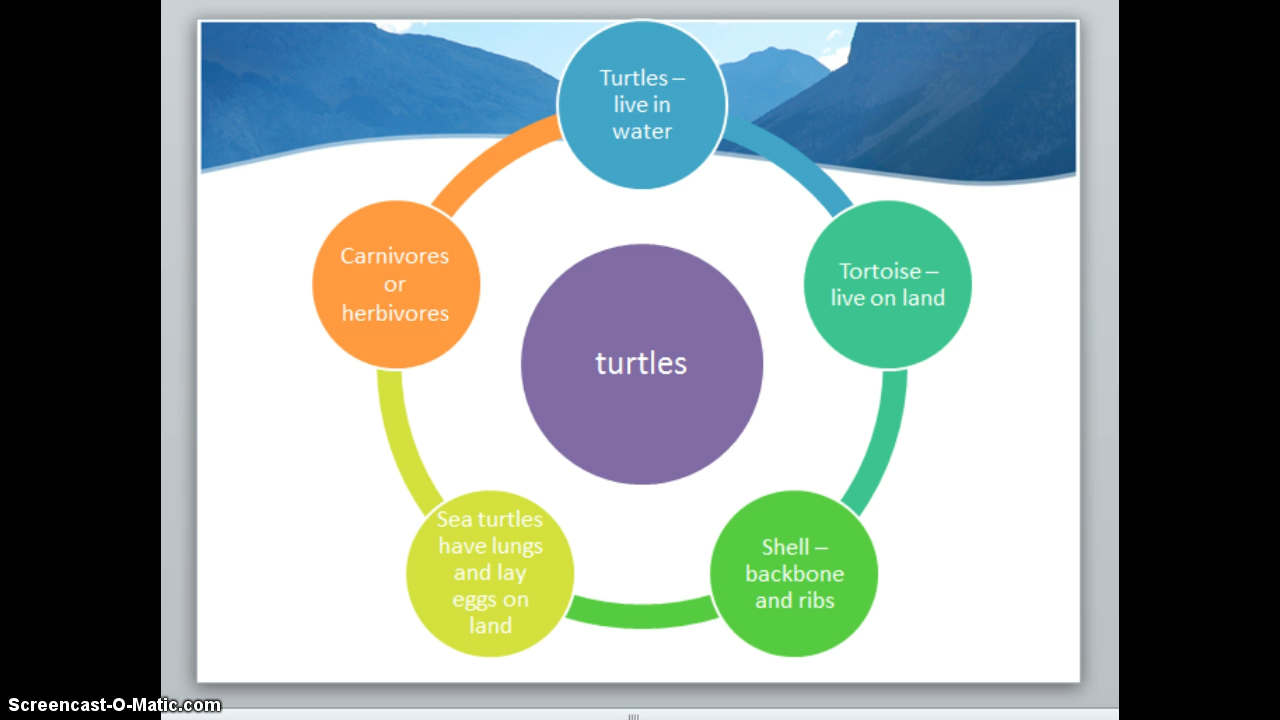 Turtles –
live in
water
Carnivores
or
herbivores
Tortoise –
live on land
turtles
Sea turtles
have lungs
and lay
eggs on
land
Shell –
backbone
and ribs
Screencast-O-Matic.com